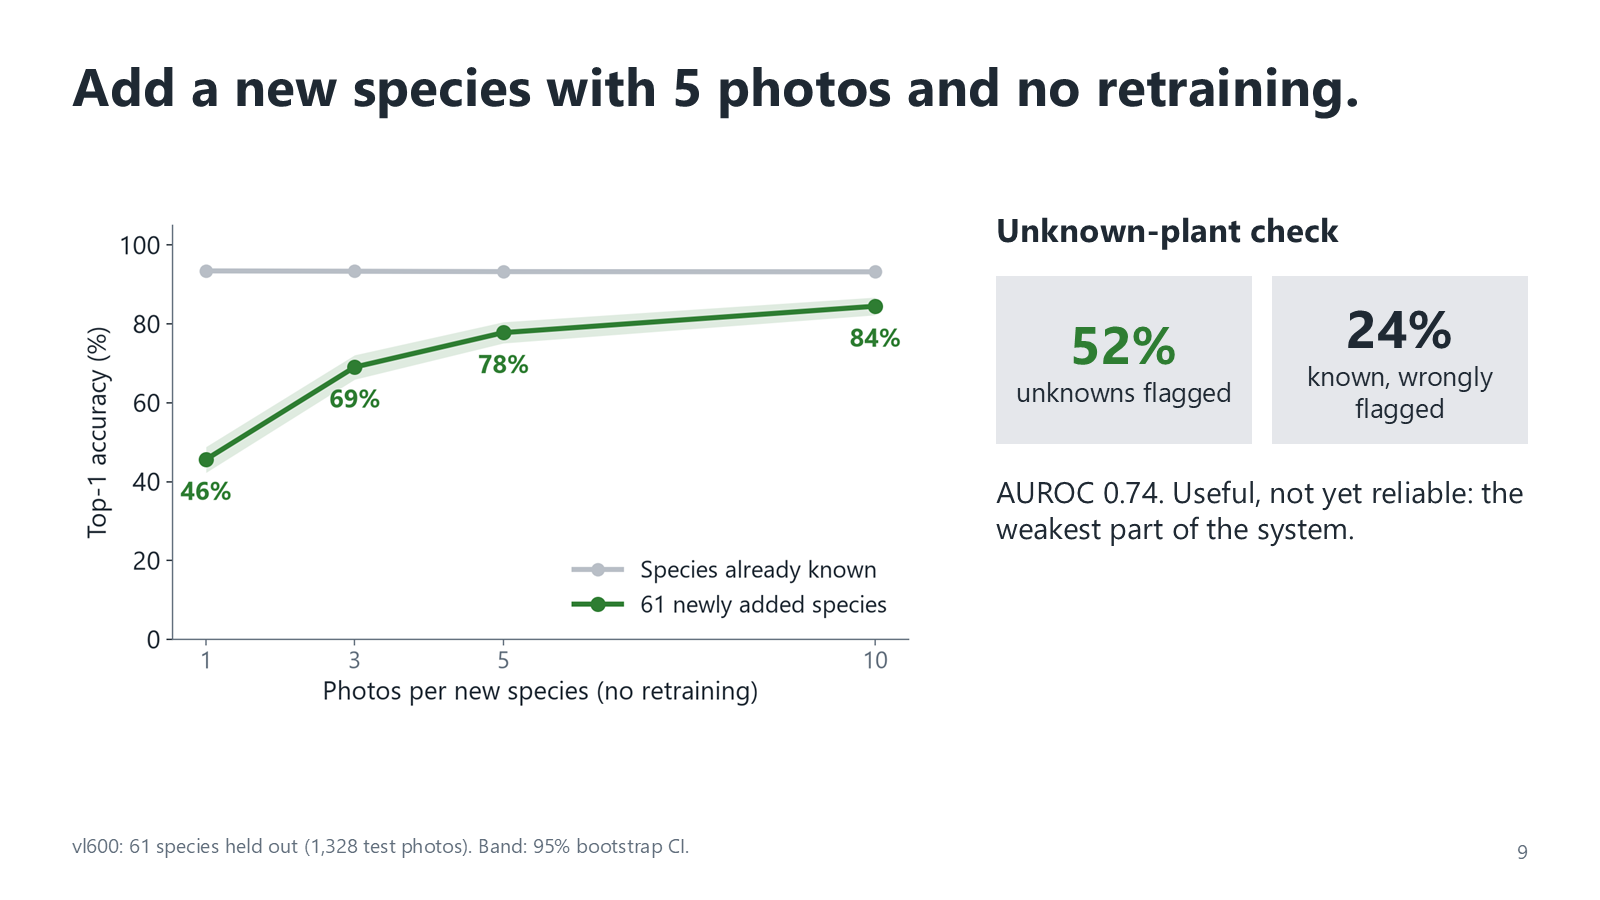 Add a new species with 5 photos and no retraining.
100
80
60
40
20
0
Top-1 accuracy (%)
46%
69%
78%
84%
Species already known
61 newly added species
1
3
5
10
Photos per new species (no retraining)
Unknown-plant check
52%
unknowns flagged
24%
known, wrongly
flagged
AUROC 0.74. Useful, not yet reliable: the
weakest part of the system.
vl600: 61 species held out (1,328 test photos). Band: 95% bootstrap CI.
9